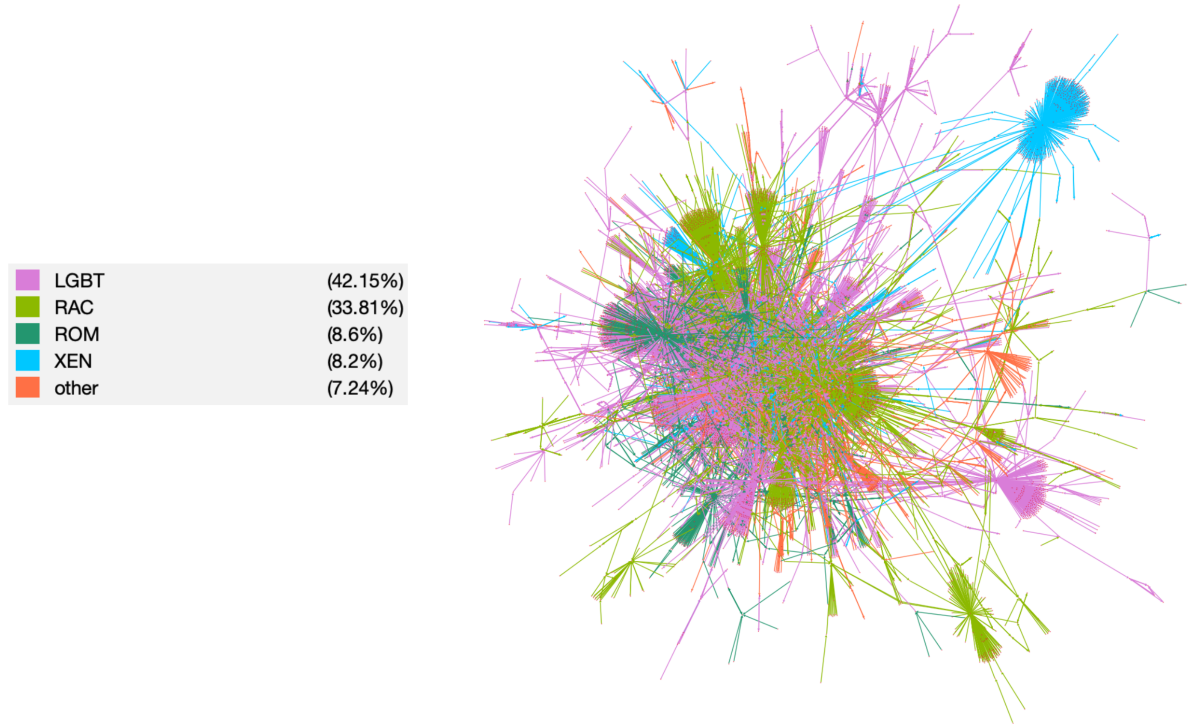 LGBT (42.15%)
RAC (33.81%)
ROM (8.6%)
XEN (8.2%)
other (7.24%)